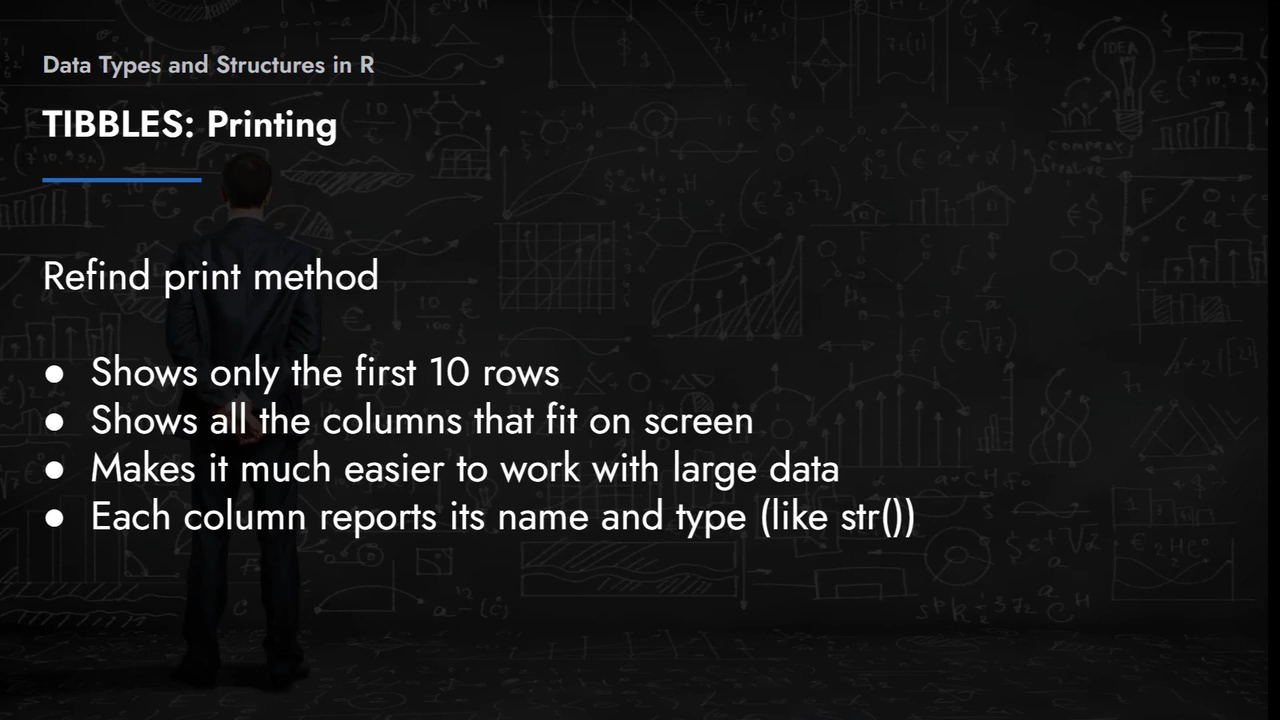 Data Types and Structures in R
TIBBLES: Printing
Refind print method
● Shows only the first 10 rows
● Shows all the columns that fit on screen
● Makes it much easier to work with large data
● Each column reports its name and type (like str())
IDEA